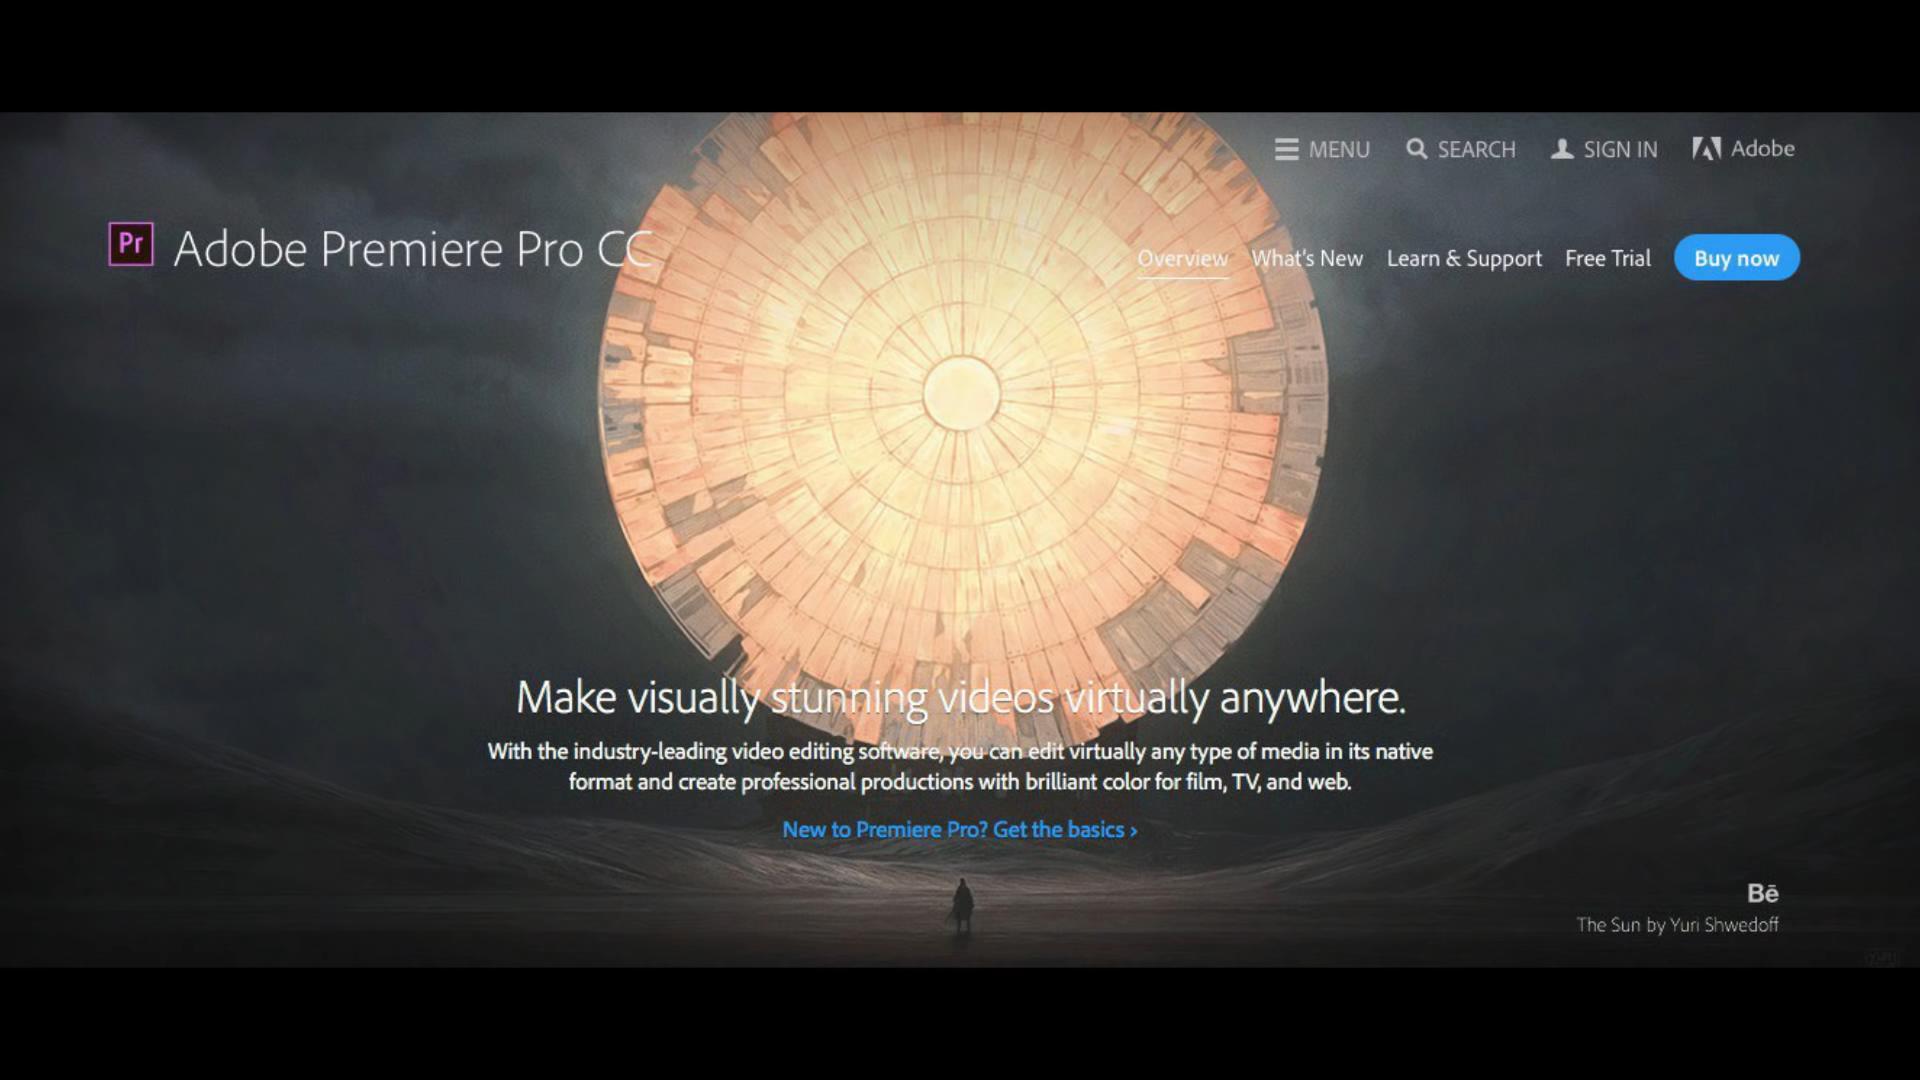 MENU SEARCH SIGN IN Adobe
Pr Adobe Premiere Pro CC
Overview What's New Learn & Support Free Trial Buy now
Make visually stunning videos virtually anywhere.
With the industry-leading video editing software, you can edit virtually any type of media in its native
format and create professional productions with brilliant color for film, TV, and web.
New to Premiere Pro? Get the basics ›
Bē
The Sun by Yuri Shwedoff